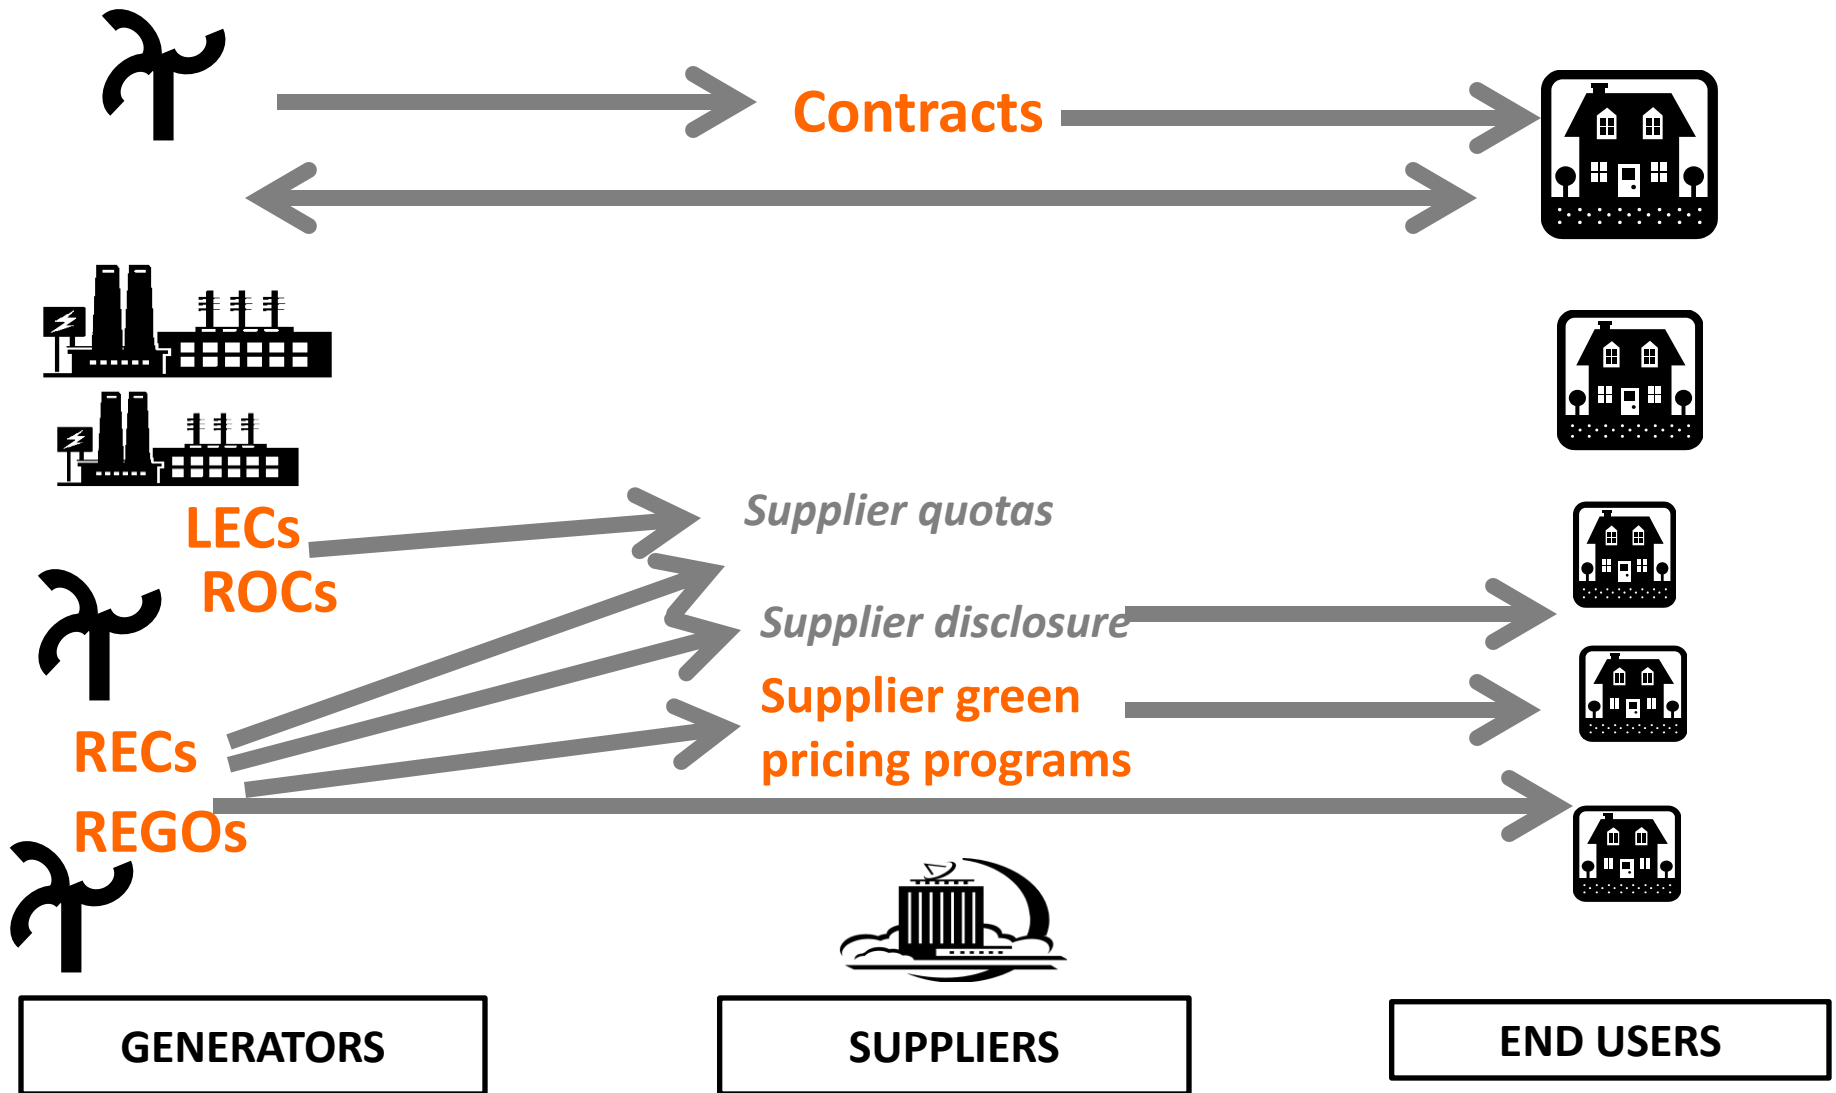 Contracts
LECs
ROCs
Supplier quotas
Supplier disclosure
Supplier green
pricing programs
RECs
REGOs
GENERATORS
SUPPLIERS
END USERS